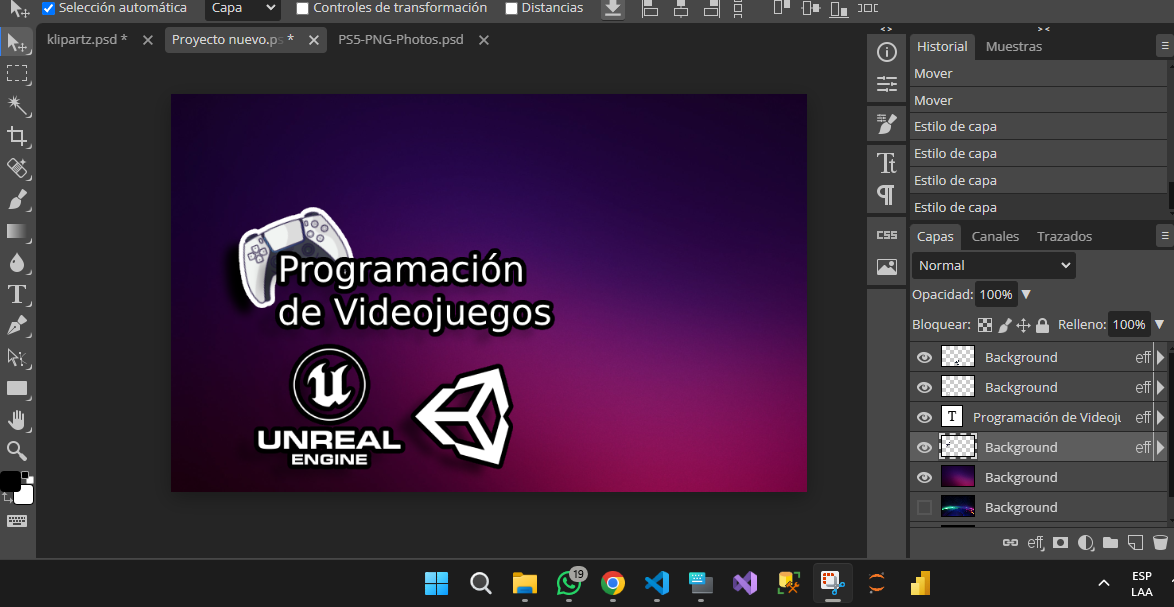 Selección automática
Capa
Controles de transformación
Distancias
klipartz.psd *
Proyecto nuevo.ps *
PS5-PNG-Photos.psd
Programación
de Videojuegos
UNREAL
ENGINE
Historial
Muestras
Mover
Mover
Estilo de capa
Estilo de capa
Estilo de capa
Estilo de capa
CSS
Capas
Canales
Trazados
Normal
Opacidad: 100%
Bloquear:
Relleno: 100%
Background eff
Background eff
T Programación de Videoju eff
Background eff
Background
Background
eff
19
ESP
LAA